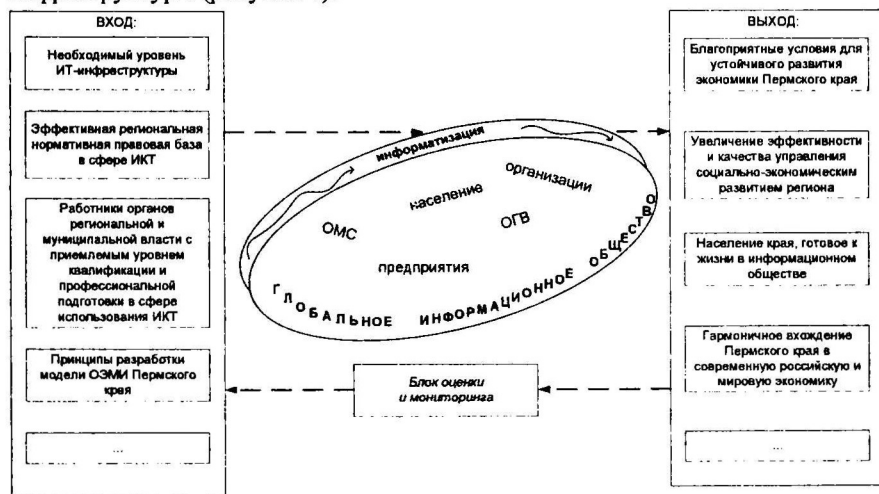 ВХОД:
Необходимый уровень
ИТ-инфраструктуры
Эффективная региональная
нормативная правовая база
в сфере ИКТ
Работники органов
региональной и
муниципальной власти с
приемлемым уровнем
квалификации и
профессиональной
подготовки в сфере
использования ИКТ
Принципы разработки
модели ОЭМИ Пермского
края
...
информатизация
организации
население
ОМС
ОГВ
предприятия
ГЛОБАЛЬНОЕ ИНФОРМАЦИОННОЕ ОБЩЕСТВО
Блок оценки
и мониторинга
ВЫХОД:
Благоприятные условия для
устойчивого развития
экономики Пермского края
Увеличение эффективности
и качества управления
социально-экономическим
развитием региона
Население края, готовое к
жизни в информационном
обществе
Гармоничное вхождение
Пермского края в
современную российскую и
мировую экономику
...